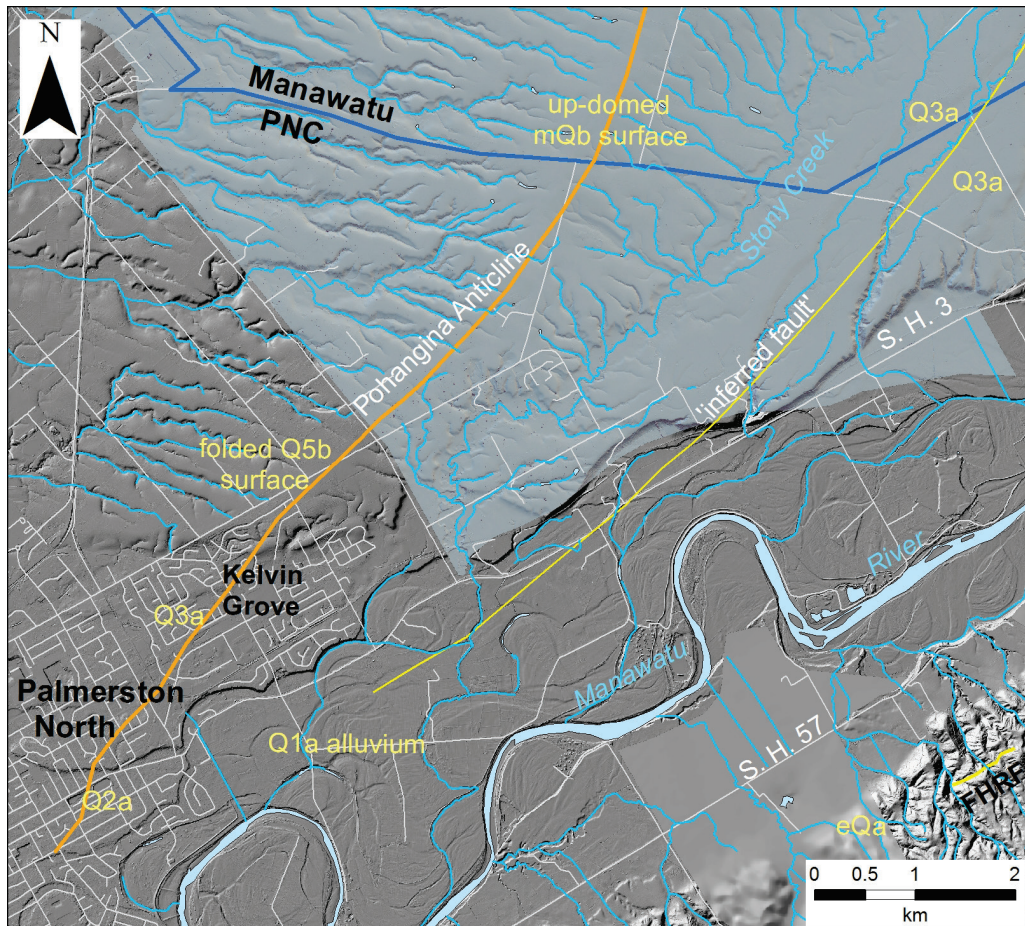 N
Manawatu
PNC
up-domed
mQb surface
Q3a
Q3a
Stony Creek
Pohangina Anticline
'inferred fault'
S. H. 3
folded Q5b
surface
Kelvin
Grove
Q3a
River
Palmerston
North
Manawatu
Q1a alluvium
S. H. 57
FHRF
Q2a
eQa
0 0.5 1 2
km